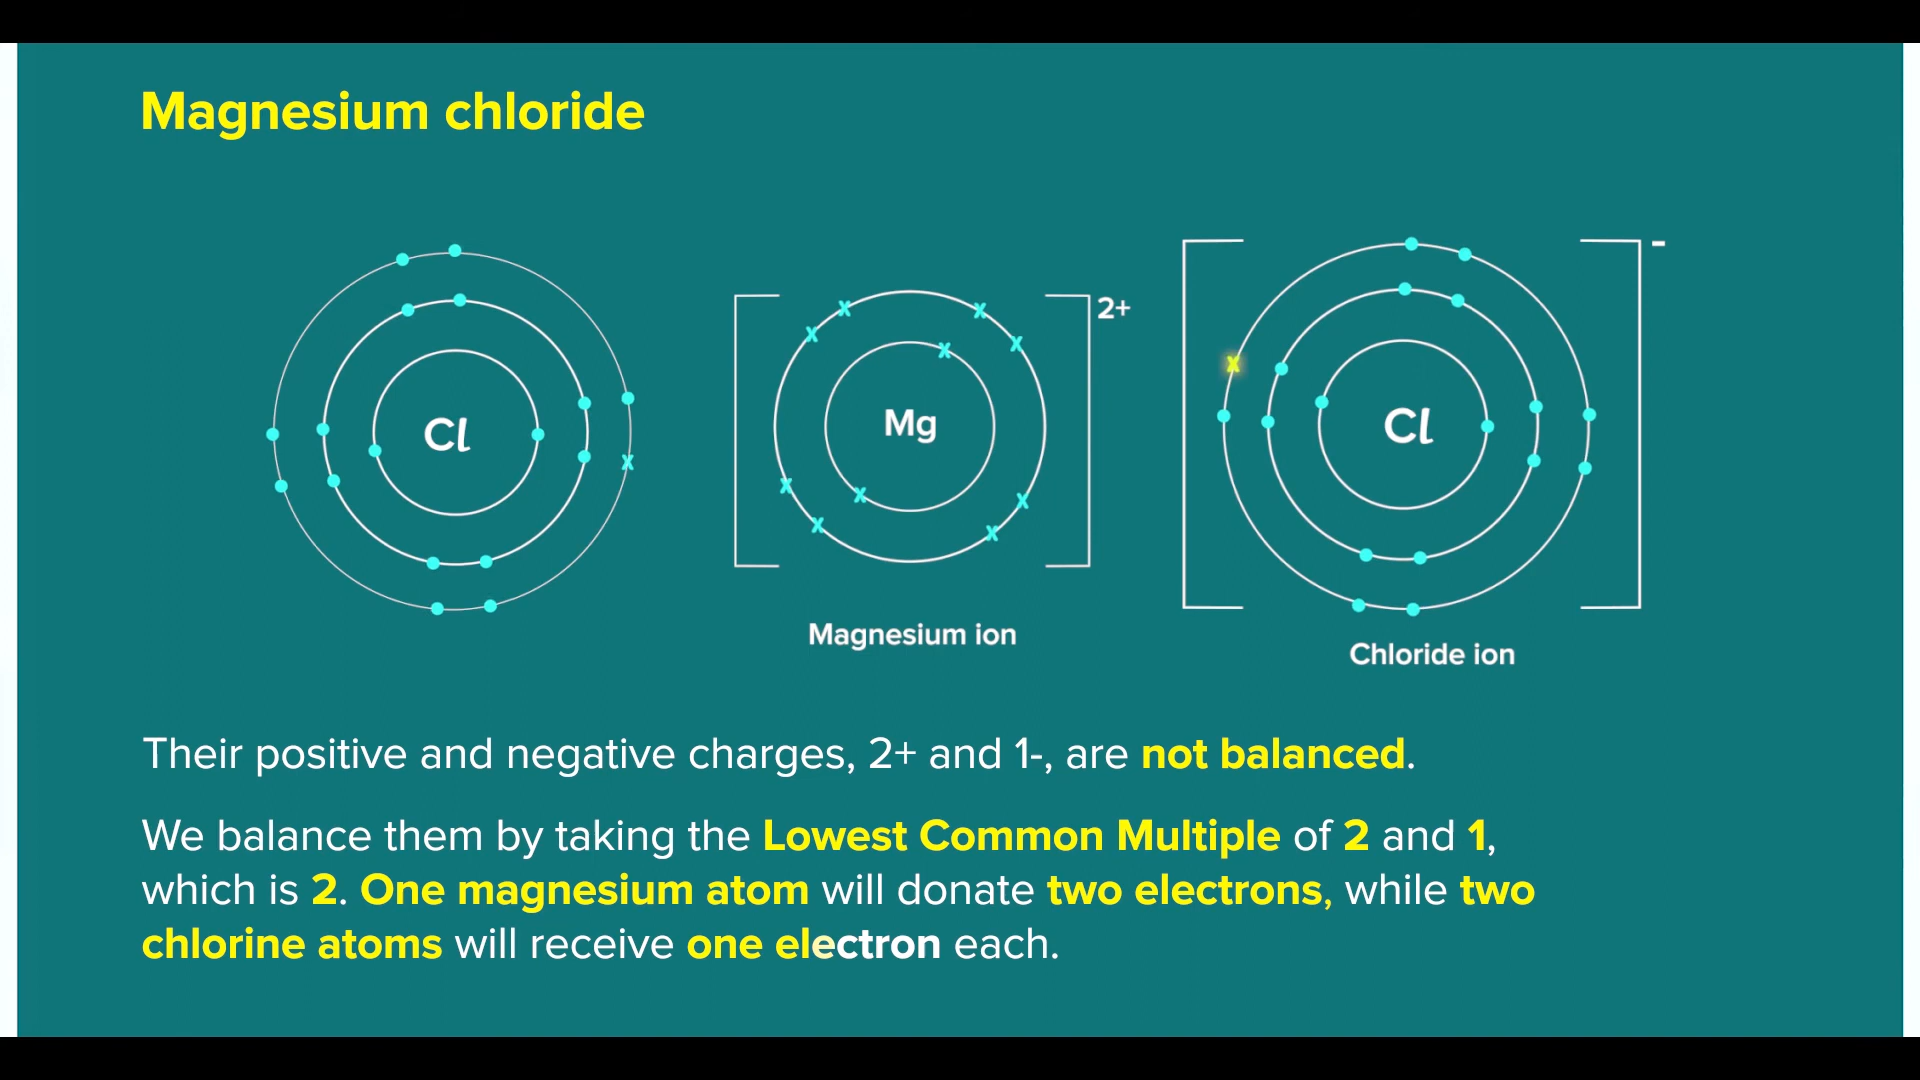 Magnesium chloride
Cl
Mg
2+
Cl
-
Magnesium ion
Chloride ion
Their positive and negative charges, 2+ and 1-, are not balanced.
We balance them by taking the Lowest Common Multiple of 2 and 1,
which is 2. One magnesium atom will donate two electrons, while two
chlorine atoms will receive one electron each.